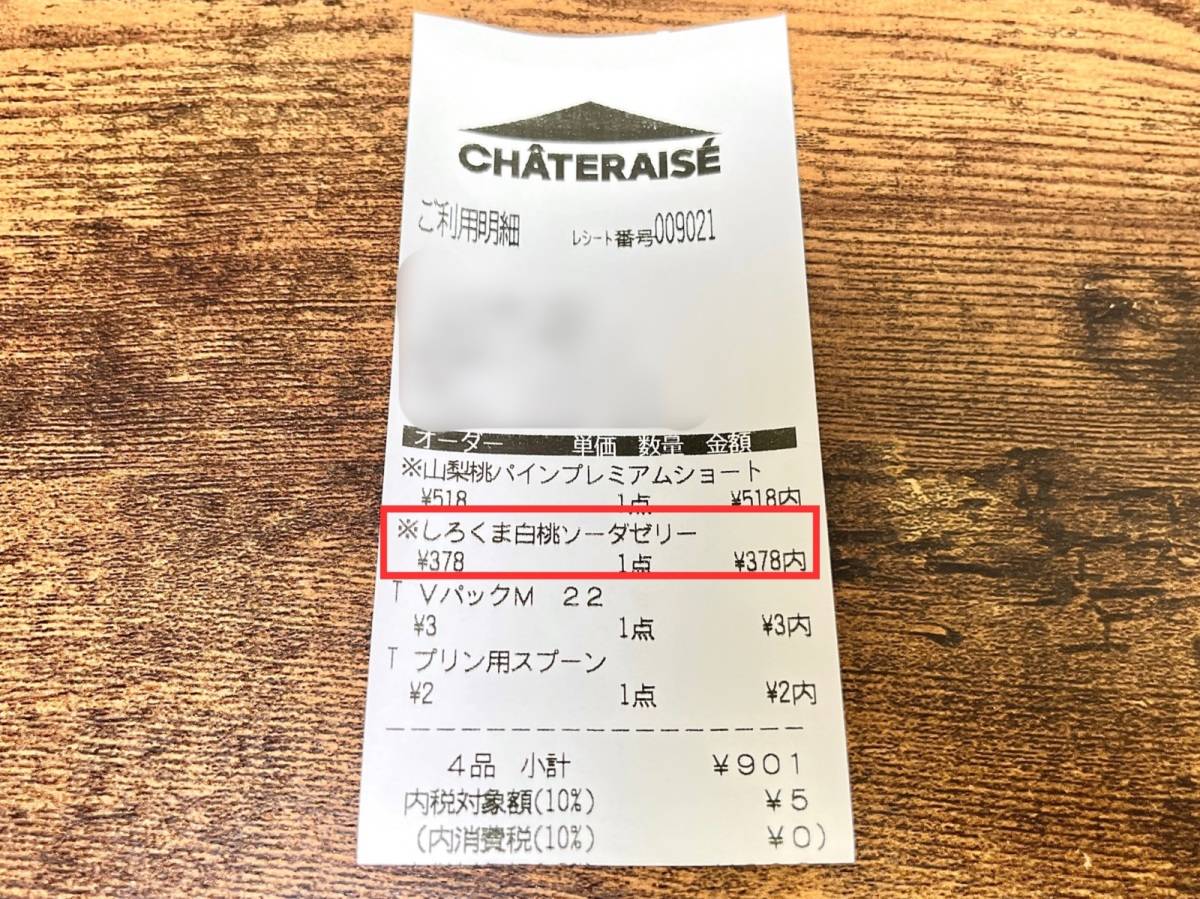 CHÂTERAISÉ
ご利用明細 レシート番号009021
オーダー 単価 数量 金額
※山梨桃パインプレミアムショート
¥518 1点 ¥518内
※しろくま白桃ソーダゼリー
¥378 1点 ¥378内
T VパックM 22
¥3 1点 ¥3内
T プリン用スプーン
¥2 1点 ¥2内
4品 小計 ¥901
内税対象額(10%) ¥5
(内消費税(10%) ¥0)